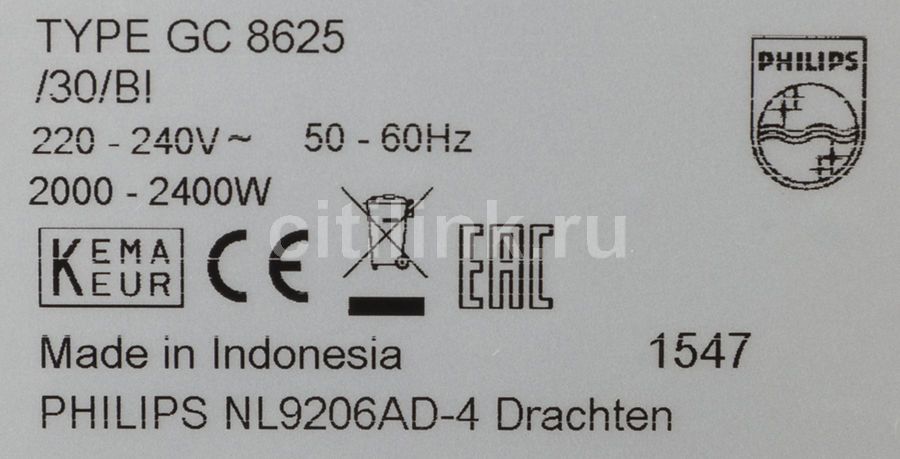 TYPE GC 8625
/30/BI
PHILIPS
220 - 240V~ 50 - 60Hz
2000 - 2400W
citilink.ru
KEMA KEUR CE EAC
Made in Indonesia 1547
PHILIPS NL9206AD-4 Drachten